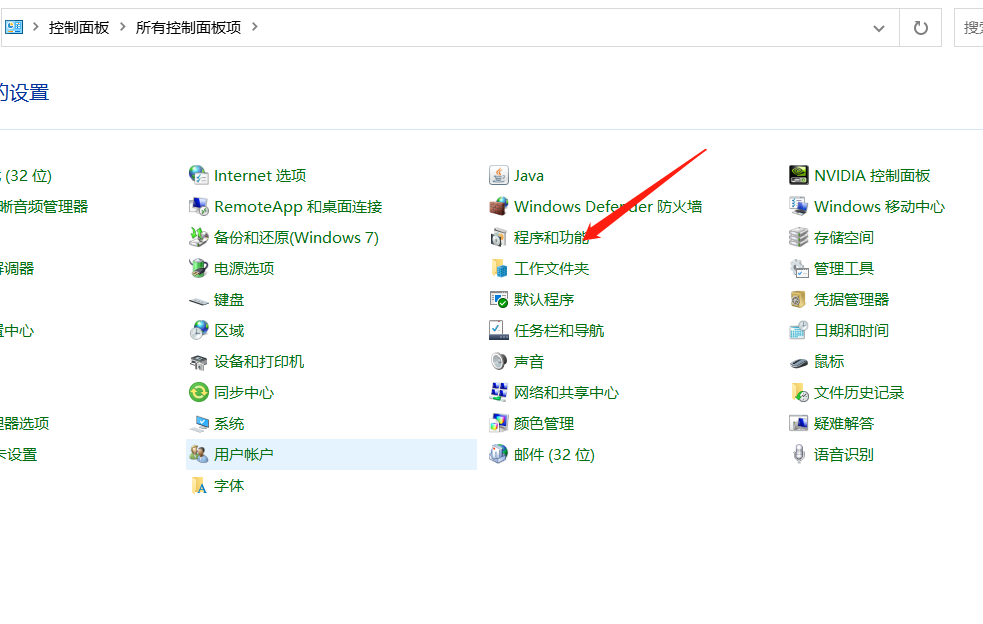 控制面板 所有控制面板项 搜索
的设置
(32 位)
Internet 选项
Java
NVIDIA 控制面板
晰音频管理器
RemoteApp 和桌面连接
Windows Defender 防火墙
Windows 移动中心
备份和还原(Windows 7)
程序和功能
存储空间
屏调器
电源选项
工作文件夹
管理工具
键盘
默认程序
凭据管理器
置中心
区域
任务栏和导航
日期和时间
设备和打印机
声音
鼠标
同步中心
网络和共享中心
文件历史记录
理器选项
系统
颜色管理
疑难解答
卡设置
用户帐户
邮件 (32 位)
语音识别
字体